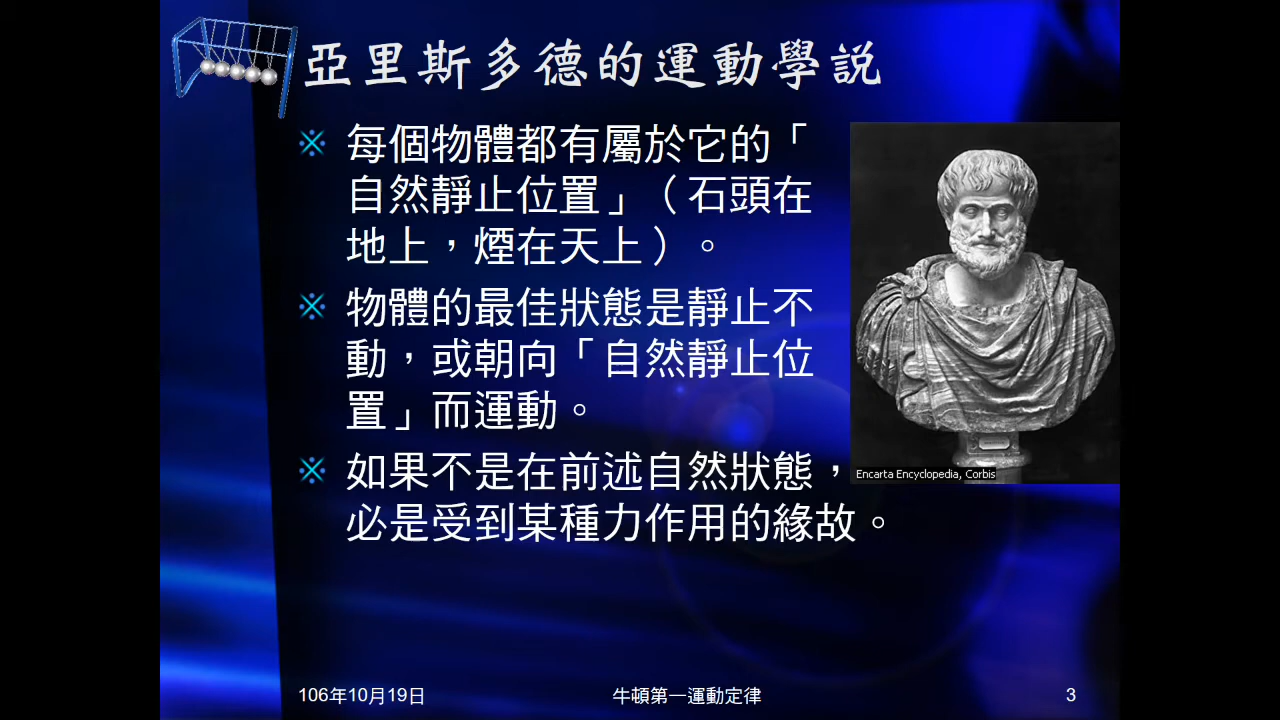 亞里斯多德的運動學説
※ 每個物體都有屬於它的「
自然靜止位置」（石頭在
地上，煙在天上）。
※ 物體的最佳狀態是靜止不
動，或朝向「自然靜止位
置」而運動。
※ 如果不是在前述自然狀態，
必是受到某種力作用的緣故。
Encarta Encyclopedia, Corbis
106年10月19日
牛頓第一運動定律
3